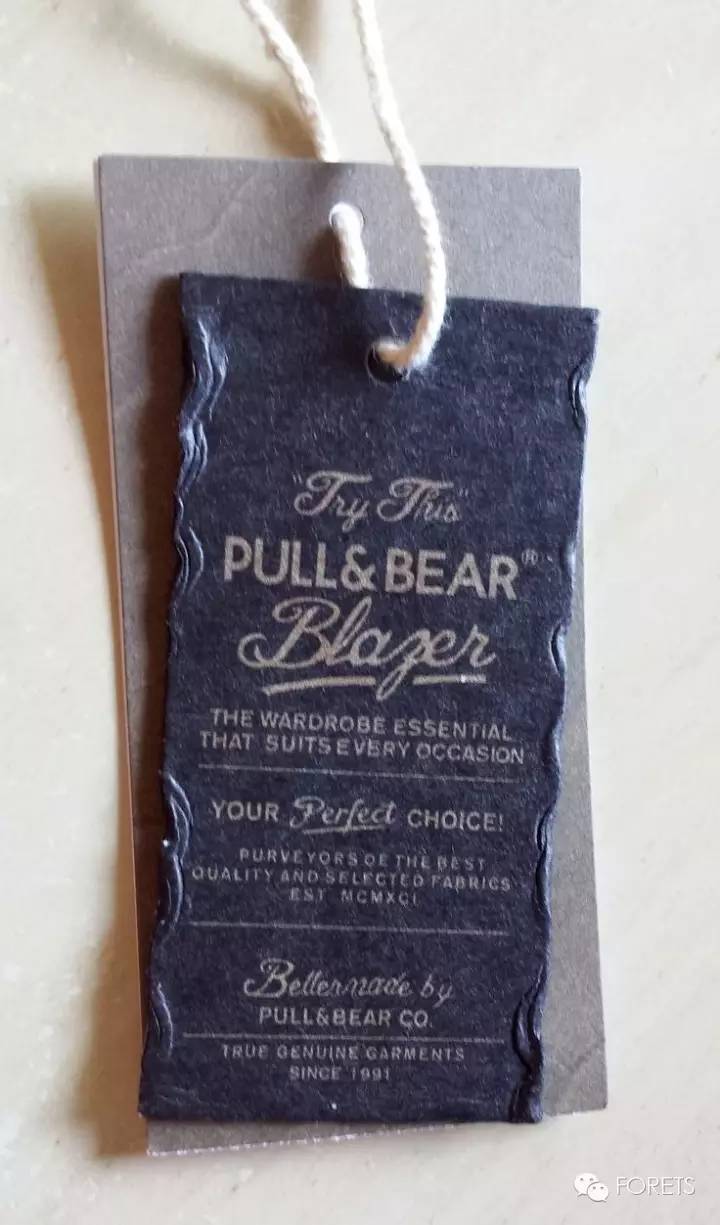 "Try This"
PULL&BEAR®
Blazer
THE WARDROBE ESSENTIAL
THAT SUITS EVERY OCCASION
YOUR Perfect CHOICE!
PURVEYORS OF THE BEST
QUALITY AND SELECTED FABRICS
EST MCMXCI
Bettermade by
PULL&BEAR CO.
TRUE GENUINE GARMENTS
SINCE 1991
FORETS